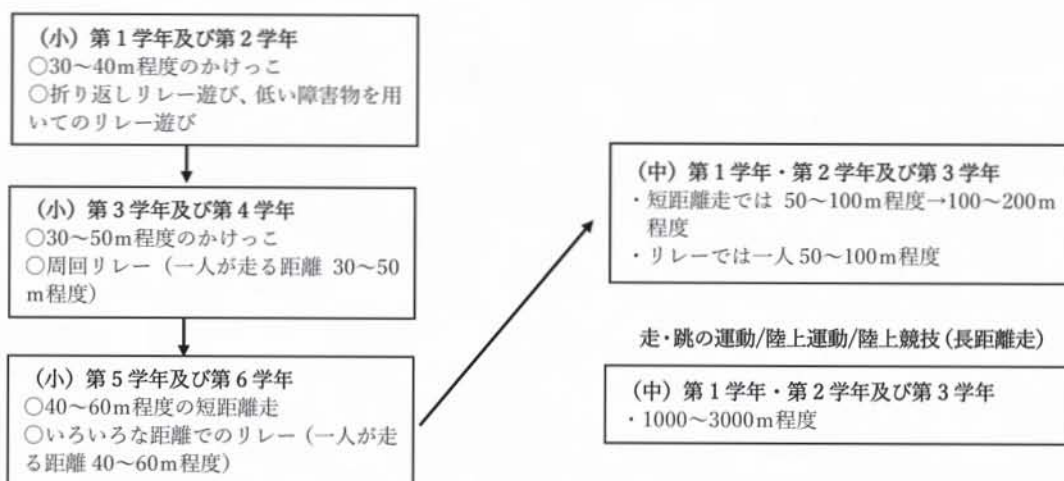 （小）第1学年及び第2学年
○30～40m程度のかけっこ
○折り返しリレー遊び、低い障害物を用
いてのリレー遊び
（小）第3学年及び第4学年
○30～50m程度のかけっこ
○周回リレー（一人が走る距離 30～50
m程度）
（小）第5学年及び第6学年
○40～60m程度の短距離走
○いろいろな距離でのリレー（一人が走
る距離 40～60m程度）
（中）第1学年・第2学年及び第3学年
・短距離走では 50～100m程度→100～200m
程度
・リレーでは一人 50～100m程度
走・跳の運動/陸上運動/陸上競技（長距離走）
（中）第1学年・第2学年及び第3学年
・1000～3000m程度